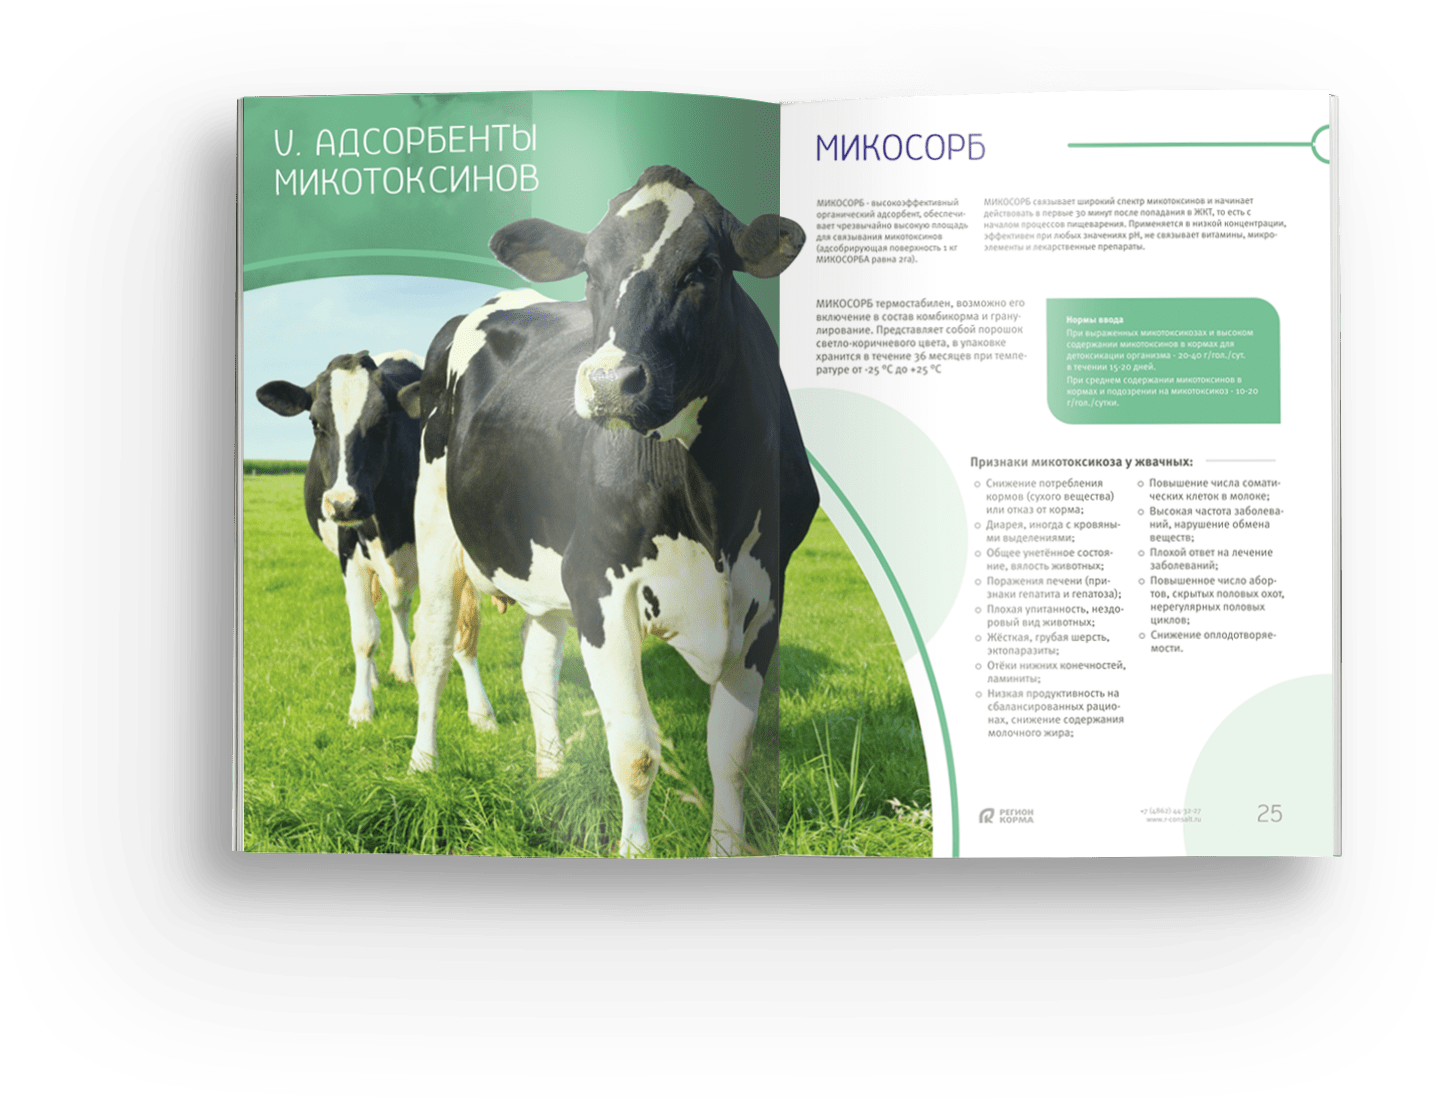 V. АДСОРБЕНТЫ
МИКОТОКСИНОВ
МИКОСОРБ
МИКОСОРБ - высокоэффективный
органический адсорбент, обеспечи-
вает чрезвычайно высокую площадь
для связывания микотоксинов
(адсобрирующая поверхность 1 кг
МИКОСОРБА равна 2га).
МИКОСОРБ связывает широкий спектр микотоксинов и начинает
действовать в первые 30 минут после попадания в ЖКТ, то есть с
началом процессов пищеварения. Применяется в низкой концентрации,
эффективен при любых значениях pH, не связывает витамины, микро-
элементы и лекарственные препараты.
МИКОСОРБ термостабилен, возможно его
включение в состав комбикорма и грану-
лирование. Представляет собой порошок
светло-коричневого цвета, в упаковке
хранится в течение 36 месяцев при темпе-
ратуре от -25 °C до +25 °C
Нормы ввода
При выраженных микотоксикозах и высоком
содержании микотоксинов в кормах для
детоксикации организма - 20-40 г/гол./сут.
в течении 15-20 дней.
При среднем содержании микотоксинов в
кормах и подозрении на микотоксикоз - 10-20
г/гол./сутки.
Признаки микотоксикоза у жвачных:
Снижение потребления
кормов (сухого вещества)
или отказ от корма;
Диарея, иногда с кровяны-
ми выделениями;
Общее унетённое состоя-
ние, вялость животных;
Поражения печени (при-
знаки гепатита и гепатоза);
Плохая упитанность, нездо-
ровый вид животных;
Жёсткая, грубая шерсть,
эктопаразиты;
Отёки нижних конечностей,
ламиниты;
Низкая продуктивность на
сбалансированных рацио-
нах, снижение содержания
молочного жира;
Повышение числа сомати-
ческих клеток в молоке;
Высокая частота заболева-
ний, нарушение обмена
веществ;
Плохой ответ на лечение
заболеваний;
Повышенное число абор-
тов, скрытых половых охот,
нерегулярных половых
циклов;
Снижение оплодотворяе-
мости.
РЕГИОН
КОРМА
+7 (4862) 44-52-27
www.r-consalt.ru
25